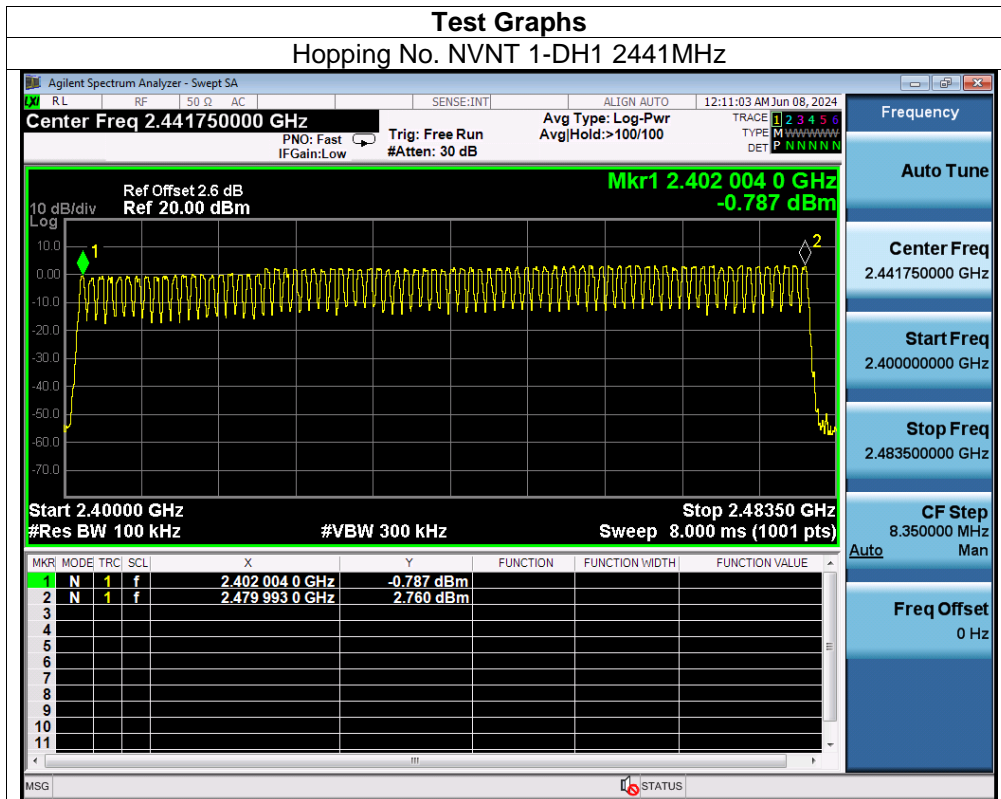 Test Graphs
Hopping No. NVNT 1-DH1 2441MHz
Agilent Spectrum Analyzer - Swept SA
LXI RL RF 50 Ω AC SENSE:INT ALIGN AUTO 12:11:03 AM Jun 08, 2024
Center Freq 2.441750000 GHz
PNO: Fast
IFGain:Low
Trig: Free Run
#Atten: 30 dB
Avg Type: Log-Pwr
Avg|Hold:>100/100
TRACE 1 2 3 4 5 6
TYPE M WWWWW
DET P N N N N N
Frequency
Auto Tune
Center Freq
2.441750000 GHz
Start Freq
2.400000000 GHz
Stop Freq
2.483500000 GHz
CF Step
8.350000 MHz
Auto Man
Freq Offset
0 Hz
Mkr1 2.402 004 0 GHz
-0.787 dBm
Ref Offset 2.6 dB
10 dB/div Ref 20.00 dBm
Log
10.0
0.00
-10.0
-20.0
-30.0
-40.0
-50.0
-60.0
-70.0
1
2
Start 2.40000 GHz Stop 2.48350 GHz
#Res BW 100 kHz #VBW 300 kHz Sweep 8.000 ms (1001 pts)
MKR MODE TRC SCL X Y FUNCTION FUNCTION WIDTH FUNCTION VALUE
1 N 1 f 2.402 004 0 GHz -0.787 dBm
2 N 1 f 2.479 993 0 GHz 2.760 dBm
3
4
5
6
7
8
9
10
11
MSG STATUS